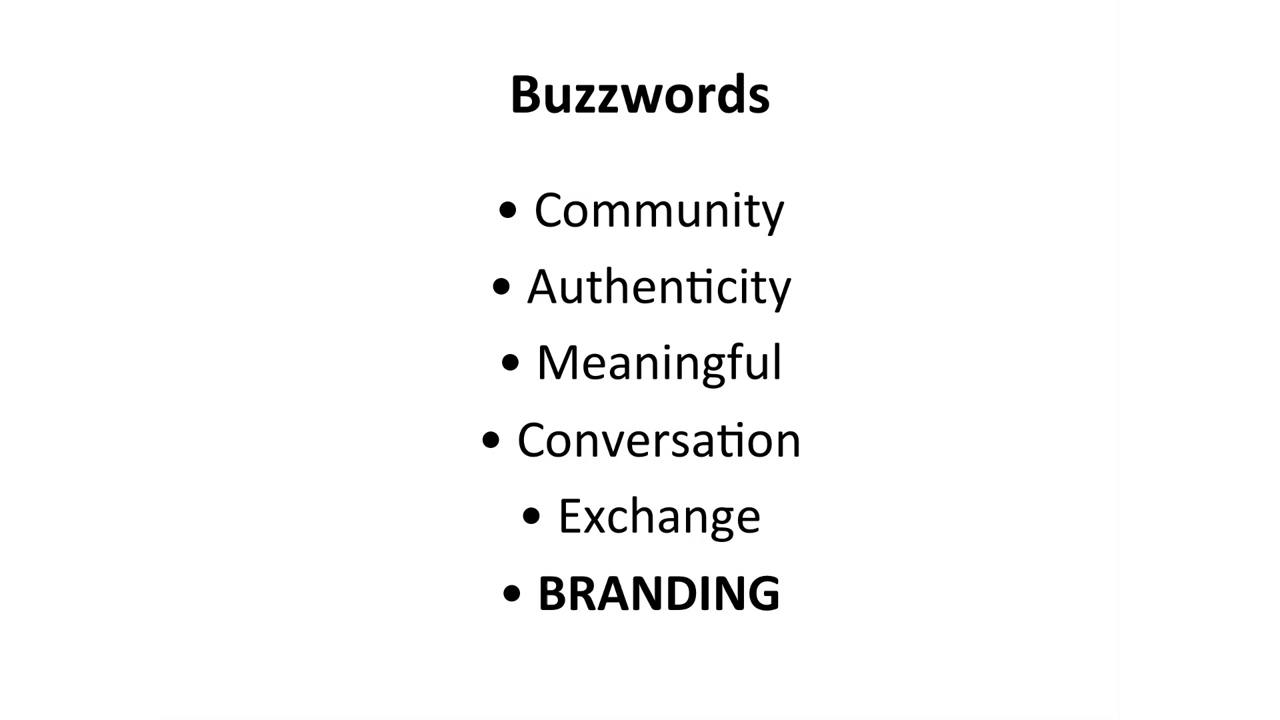 Buzzwords
• Community
• Authenticity
• Meaningful
• Conversation
• Exchange
• BRANDING